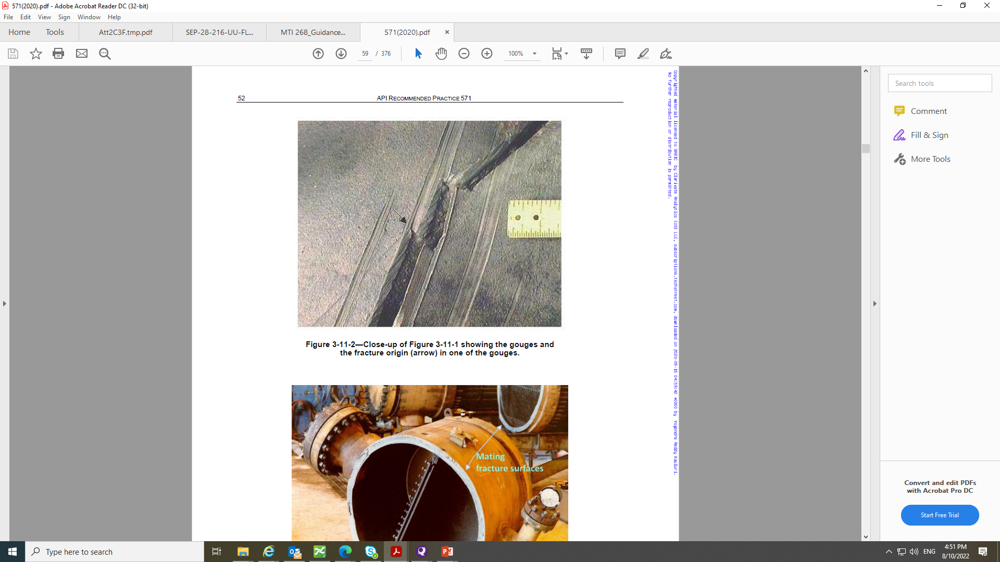 571(2020).pdf - Adobe Acrobat Reader DC (32-bit)
File Edit View Sign Window Help
Home Tools Att2C3F.tmp.pdf SEP-28-216-UU-FL... MTI 268_Guidance... 571(2020).pdf ×
59 / 376 100%
Search tools
Comment
Fill & Sign
More Tools
52 API RECOMMENDED PRACTICE 571
Figure 3-11-2—Close-up of Figure 3-11-1 showing the gouges and
the fracture origin (arrow) in one of the gouges.
Mating
fracture surfaces
Copyrighted material licensed to SABIC by Clarivate Analytics (US) LLC, subscriptions.techstreet.com, downloaded on 2020-09-15 04:59:42 +0000 by Yogendra Reddy Kauluri.
No further reproduction or distribution is permitted.
Convert and edit PDFs
with Acrobat Pro DC
Start Free Trial
Type here to search
ENG
4:51 PM
8/10/2022